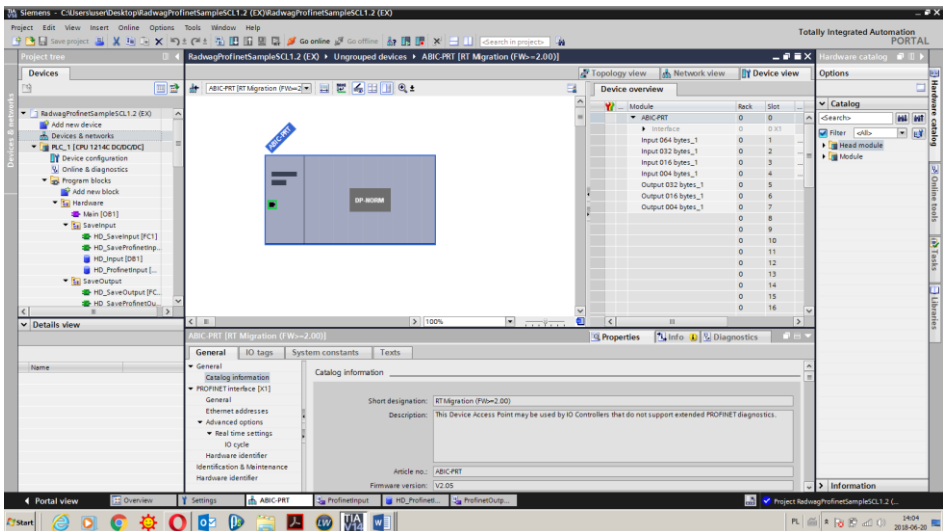 Siemens - C:\Users\user\Desktop\RadwagProfinetSampleSCL1.2 (EX)\RadwagProfinetSampleSCL1.2 (EX)
Project Edit View Insert Online Options Tools Window Help
Totally Integrated Automation
PORTAL
Save project Go online Go offline <Search in project>
Project tree
RadwagProfinetSampleSCL1.2 (EX) ▸ Ungrouped devices ▸ ABIC-PRT [RT Migration (FW>=2.00)]
Hardware catalog
Devices
Topology view Network view Device view
Options
ABIC-PRT [RT Migration (FW>=2
Device overview
Module Rack Slot
Catalog
<Search>
Filter <All>
Head module
Module
RadwagProfinetSampleSCL1.2 (EX)
Add new device
Devices & networks
PLC_1 [CPU 1214C DC/DC/DC]
Device configuration
Online & diagnostics
Program blocks
Add new block
Hardware
Main [OB1]
SaveInput
HD_SaveInput [FC1]
HD_SaveProfinetInp...
HD_Input [DB1]
HD_ProfinetInput [...
SaveOutput
HD_SaveOutput [FC...
HD_SaveProfinetOu...
ABIC-PRT
DP-NORM
100%
ABIC-PRT 0 0
Interface 0 0 X1
Input 064 bytes_1 0 1
Input 032 bytes_1 0 2
Input 016 bytes_1 0 3
Input 004 bytes_1 0 4
Output 032 bytes_1 0 5
Output 016 bytes_1 0 6
Output 004 bytes_1 0 7
0 8
0 9
0 10
0 11
0 12
0 13
0 14
0 15
0 16
Devices & networks
Hardware catalog
Online tools
Tasks
Libraries
Details view
Name
ABIC-PRT [RT Migration (FW>=2.00)]
Properties Info Diagnostics
General IO tags System constants Texts
General
Catalog information
PROFINET interface [X1]
General
Ethernet addresses
Advanced options
Real time settings
IO cycle
Hardware identifier
Identification & Maintenance
Hardware identifier
Catalog information
Short designation: RT Migration (FW>=2.00)
Description: This Device Access Point may be used by IO Controllers that do not support extended PROFINET diagnostics.
Article no.: ABIC-PRT
Firmware version: V2.05
Information
Portal view Overview Settings ABIC-PRT ProfinetInput HD_Profinet... ProfinetOutp... Project RadwagProfinetSampleSCL1.2 (...
Start
TIA V14
PL
14:04
2018-06-20